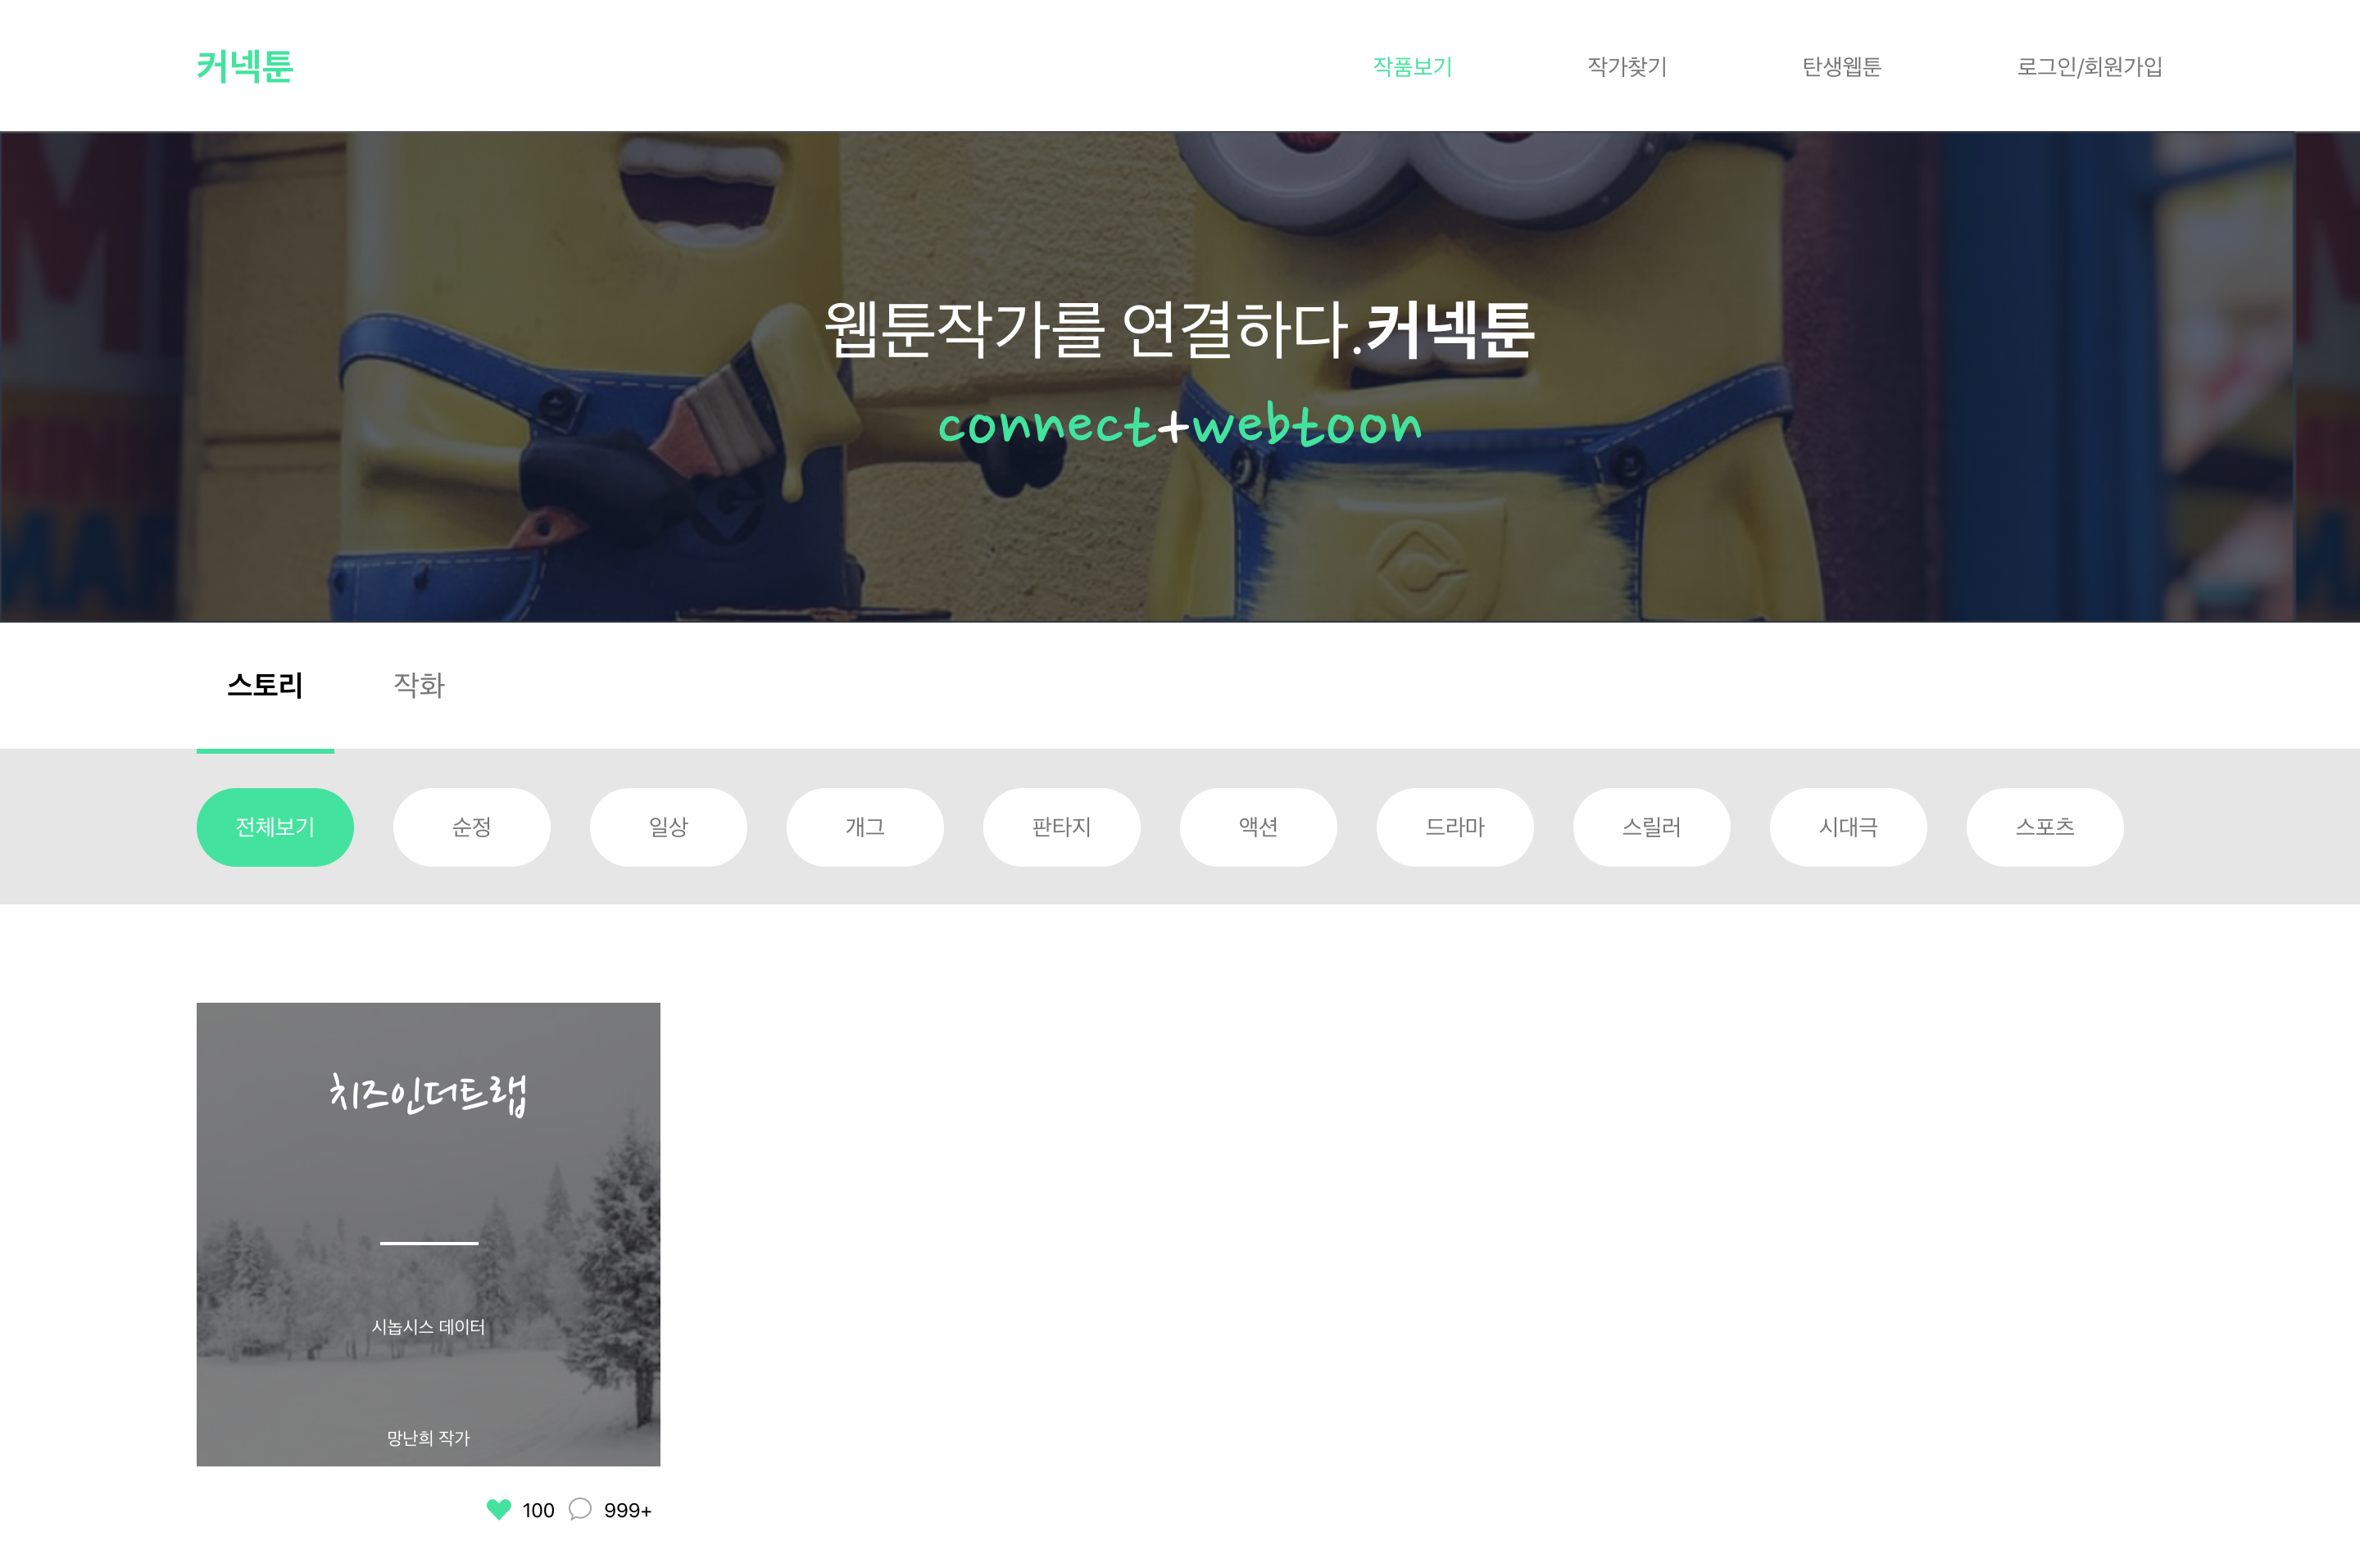 커넥툰
작품보기 작가찾기 탄생웹툰 로그인/회원가입
웹툰작가를 연결하다.커넥툰
connect+webtoon
스토리 작화
전체보기 순정 일상 개그 판타지 액션 드라마 스릴러 시대극 스포츠
치즈인더트랩
시놉시스 데이터
망난희 작가
100 999+